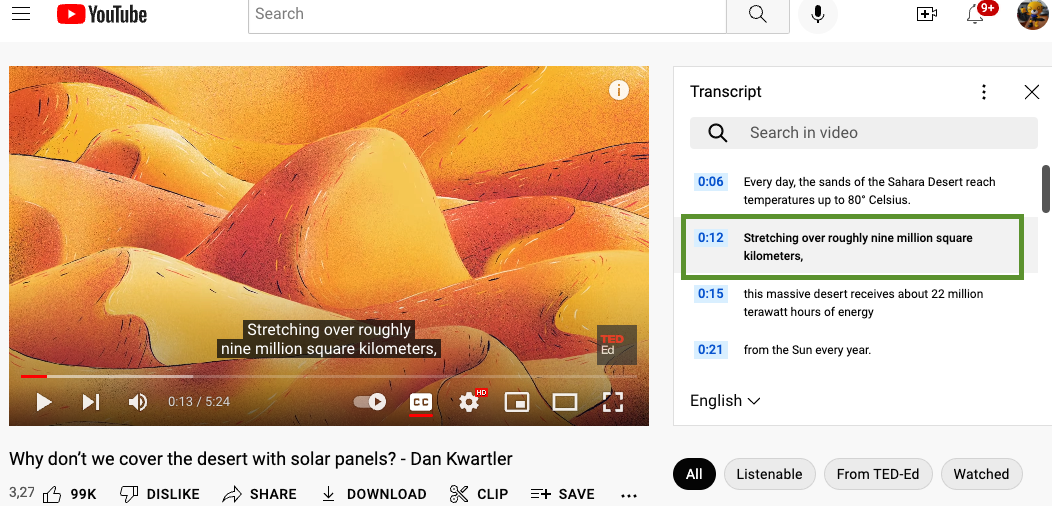 YouTube
Search
9+
i
Stretching over roughly
nine million square kilometers,
TED
Ed
0:13 / 5:24
CC
HD
Why don’t we cover the desert with solar panels? - Dan Kwartler
3,27 99K DISLIKE SHARE DOWNLOAD CLIP SAVE ...
Transcript
Search in video
0:06 Every day, the sands of the Sahara Desert reach
temperatures up to 80° Celsius.
0:12 Stretching over roughly nine million square
kilometers,
0:15 this massive desert receives about 22 million
terawatt hours of energy
0:21 from the Sun every year.
English
All Listenable From TED-Ed Watched